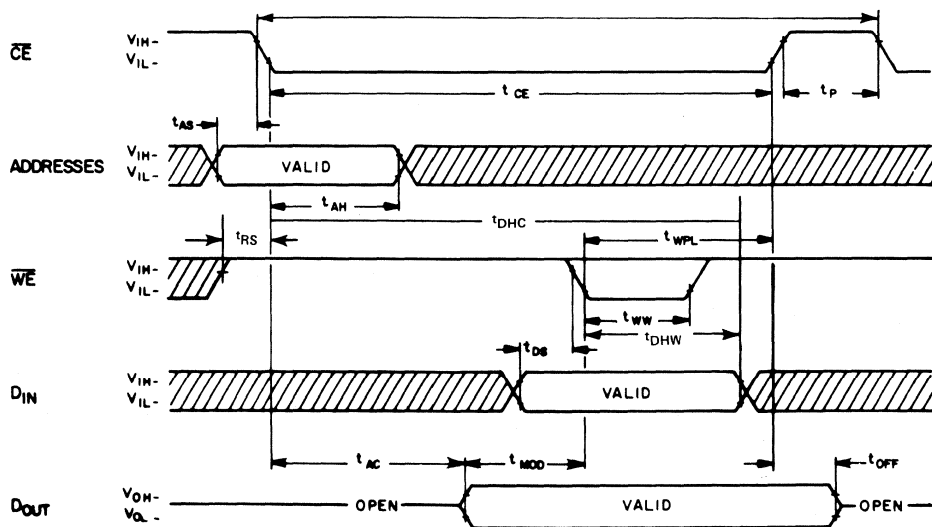 CE
VIH-
VIL-
tCE
tP
tAS
ADDRESSES
VIH-
VIL-
VALID
tAH
tDHC
tRS
tWPL
WE
VIH-
VIL-
tWW
tDHW
tDS
DIN
VIH-
VIL-
VALID
tAC
tMOD
tOFF
DOUT
VOH-
VOL-
OPEN
VALID
OPEN